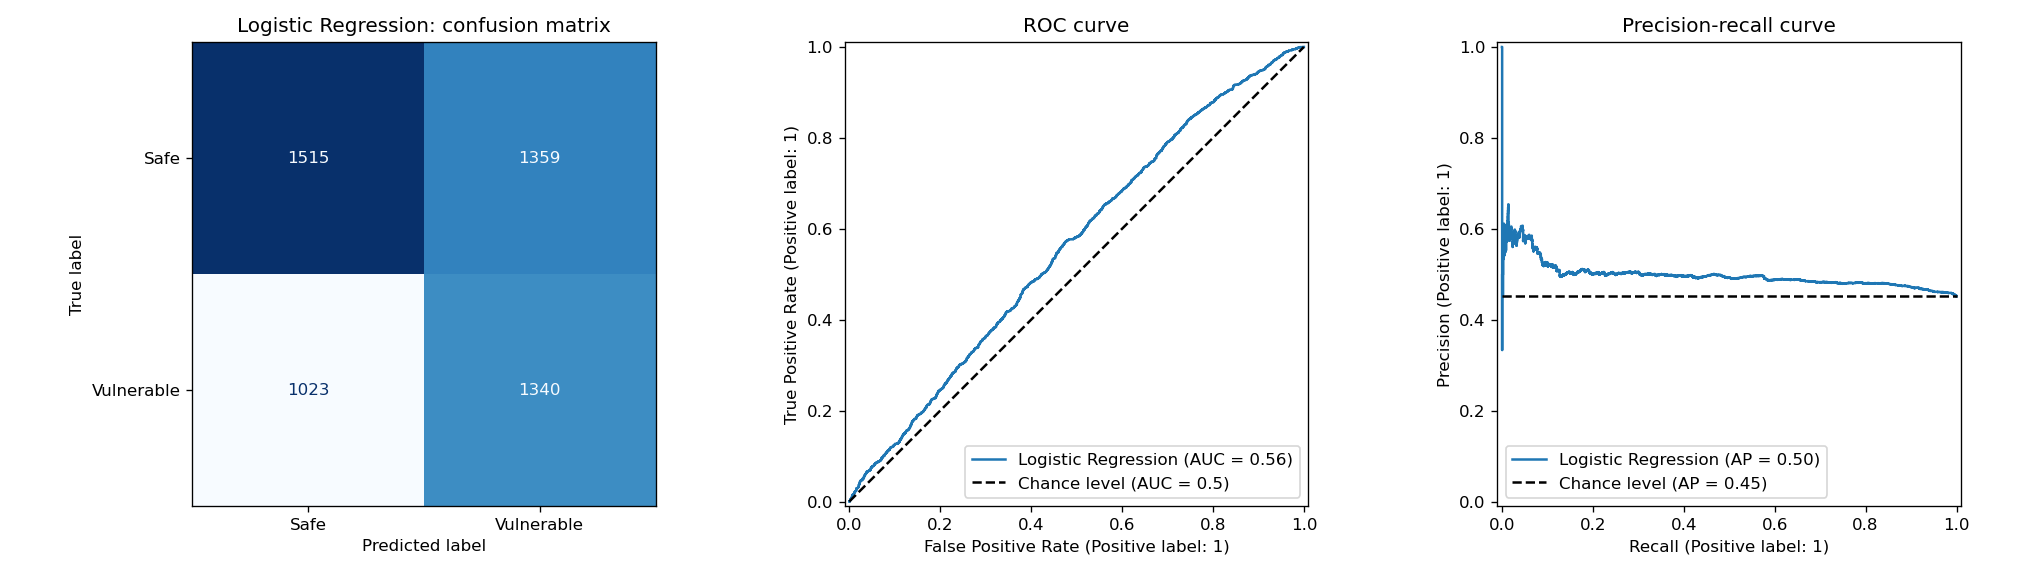 Logistic Regression: confusion matrix
True label
Safe
Vulnerable
1515
1359
1023
1340
Safe
Vulnerable
Predicted label
ROC curve
True Positive Rate (Positive label: 1)
1.0
0.8
0.6
0.4
0.2
0.0
Logistic Regression (AUC = 0.56)
Chance level (AUC = 0.5)
0.0 0.2 0.4 0.6 0.8 1.0
False Positive Rate (Positive label: 1)
Precision-recall curve
Precision (Positive label: 1)
1.0
0.8
0.6
0.4
0.2
0.0
Logistic Regression (AP = 0.50)
Chance level (AP = 0.45)
0.0 0.2 0.4 0.6 0.8 1.0
Recall (Positive label: 1)